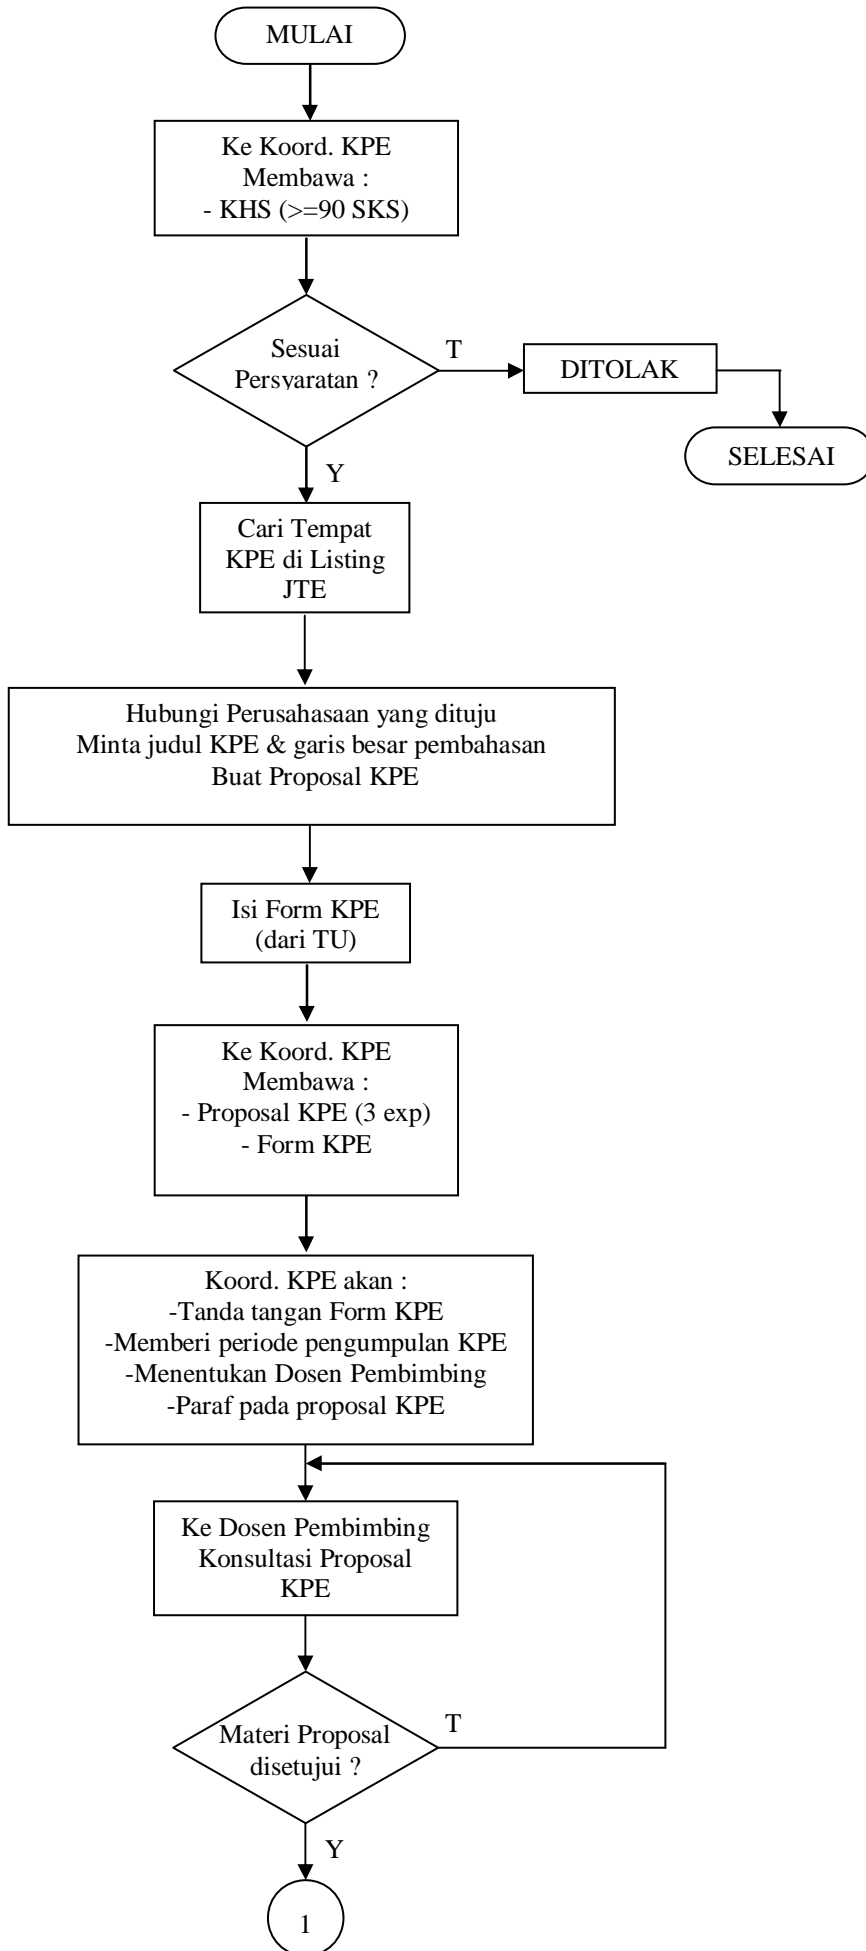 MULAI
Ke Koord. KPE
Membawa :
- KHS (>=90 SKS)
Sesuai
Persyaratan ?
T
DITOLAK
SELESAI
Y
Cari Tempat
KPE di Listing
JTE
Hubungi Perusahasaan yang dituju
Minta judul KPE & garis besar pembahasan
Buat Proposal KPE
Isi Form KPE
(dari TU)
Ke Koord. KPE
Membawa :
- Proposal KPE (3 exp)
- Form KPE
Koord. KPE akan :
-Tanda tangan Form KPE
-Memberi periode pengumpulan KPE
-Menentukan Dosen Pembimbing
-Paraf pada proposal KPE
Ke Dosen Pembimbing
Konsultasi Proposal
KPE
Materi Proposal
disetujui ?
T
Y
1